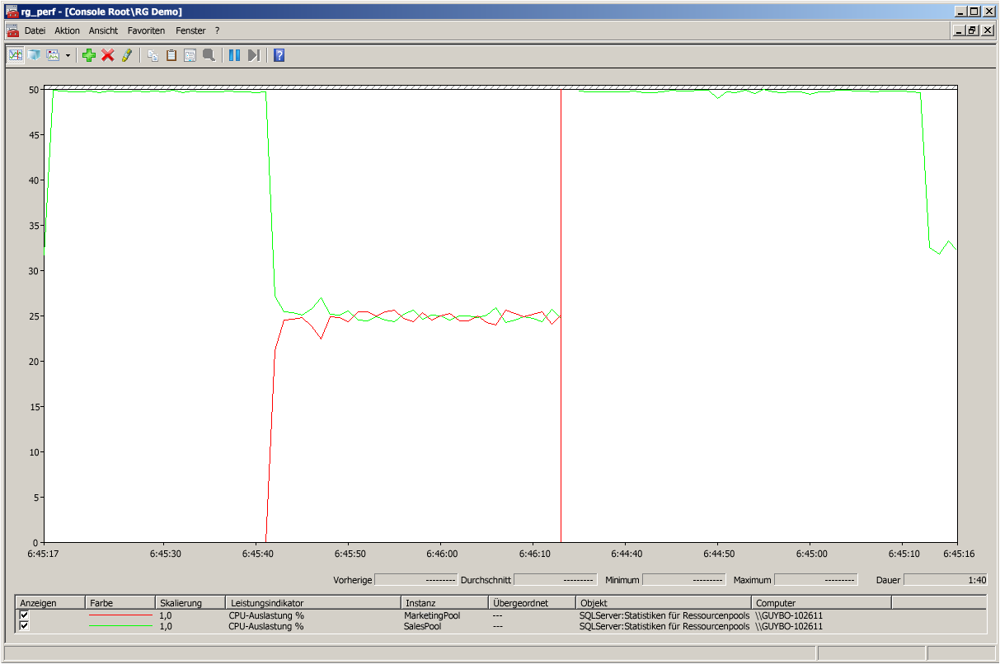 rg_perf - [Console Root\RG Demo]
Datei Aktion Ansicht Favoriten Fenster ?
50
45
40
35
30
25
20
15
10
5
0
6:45:17 6:45:30 6:45:40 6:45:50 6:46:00 6:46:10 6:44:40 6:44:50 6:45:00 6:45:10 6:45:16
Vorherige --------- Durchschnitt --------- Minimum --------- Maximum --------- Dauer 1:40
Anzeigen Farbe Skalierung Leistungsindikator Instanz Übergeordnet Objekt Computer
1,0 CPU-Auslastung % MarketingPool --- SQLServer:Statistiken für Ressourcenpools \\GUYBO-102611
1,0 CPU-Auslastung % SalesPool --- SQLServer:Statistiken für Ressourcenpools \\GUYBO-102611